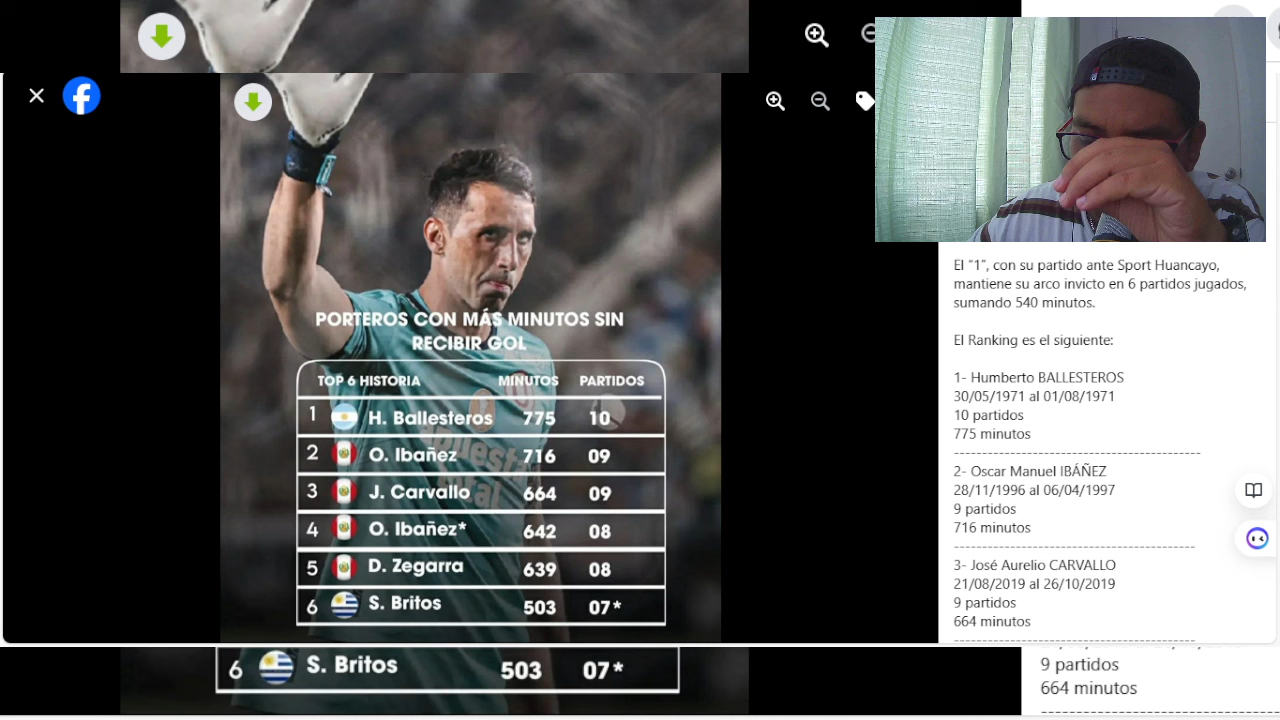 PORTEROS CON MÁS MINUTOS SIN
RECIBIR GOL
TOP 6 HISTORIA MINUTOS PARTIDOS
1 H. Ballesteros 775 10
2 O. Ibañez 716 09
3 J. Carvallo 664 09
4 O. Ibañez* 642 08
5 D. Zegarra 639 08
6 S. Britos 503 07*
6 S. Britos 503 07*
El "1", con su partido ante Sport Huancayo,
mantiene su arco invicto en 6 partidos jugados,
sumando 540 minutos.
El Ranking es el siguiente:
1- Humberto BALLESTEROS
30/05/1971 al 01/08/1971
10 partidos
775 minutos
--------------------------------------------
2- Oscar Manuel IBÁÑEZ
28/11/1996 al 06/04/1997
9 partidos
716 minutos
-------------------------------------------
3- José Aurelio CARVALLO
21/08/2019 al 26/10/2019
9 partidos
664 minutos
-------------------------------------------
9 partidos
664 minutos